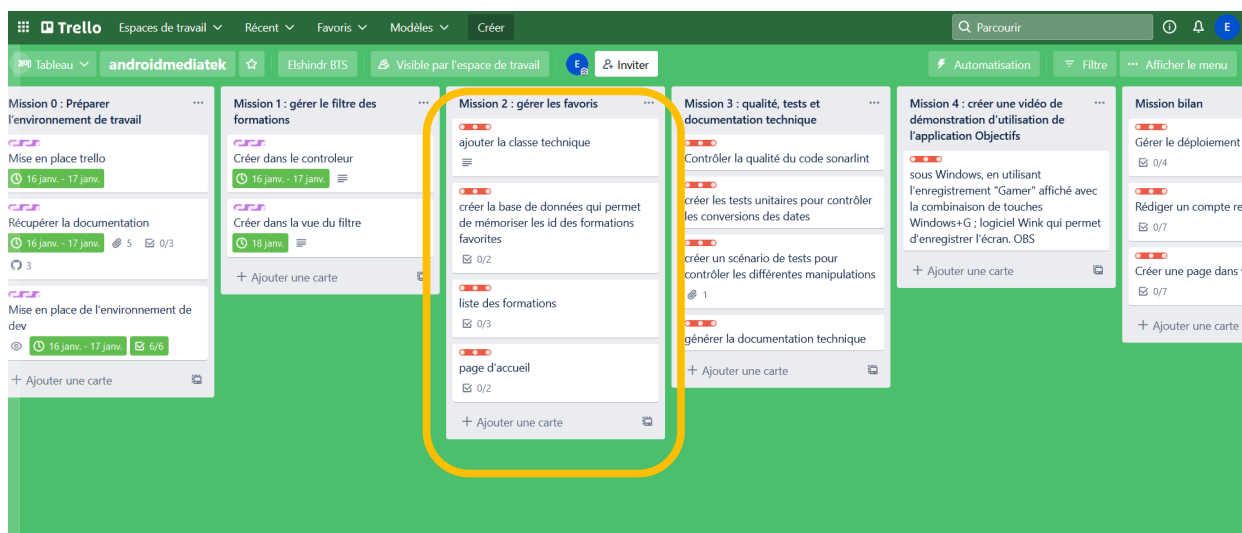 Trello Espaces de travail Récent Favoris Modèles Créer Parcourir E
Tableau androidmediatek Elshindr BTS Visible par l'espace de travail E Inviter Automatisation Filtre Afficher le menu
Mission 0 : Préparer
l'environnement de travail
Mise en place trello
16 janv. - 17 janv.
Récupérer la documentation
16 janv. - 17 janv. 5 0/3
3
Mise en place de l'environnement de
dev
16 janv. - 17 janv. 6/6
+ Ajouter une carte
Mission 1 : gérer le filtre des
formations
Créer dans le controleur
16 janv. - 17 janv.
Créer dans la vue du filtre
18 janv.
+ Ajouter une carte
Mission 2 : gérer les favoris
ajouter la classe technique
créer la base de données qui permet
de mémoriser les id des formations
favorites
0/2
liste des formations
0/3
page d'accueil
0/2
+ Ajouter une carte
Mission 3 : qualité, tests et
documentation technique
Contrôler la qualité du code sonarlint
créer les tests unitaires pour contrôler
les conversions des dates
créer un scénario de tests pour
contrôler les différentes manipulations
1
générer la documentation technique
+ Ajouter une carte
Mission 4 : créer une vidéo de
démonstration d'utilisation de
l'application Objectifs
sous Windows, en utilisant
l'enregistrement "Gamer" affiché avec
la combinaison de touches
Windows+G ; logiciel Wink qui permet
d'enregistrer l'écran. OBS
+ Ajouter une carte
Mission bilan
Gérer le déploiement
0/4
Rédiger un compte re
0/7
Créer une page dans
0/7
+ Ajouter une carte